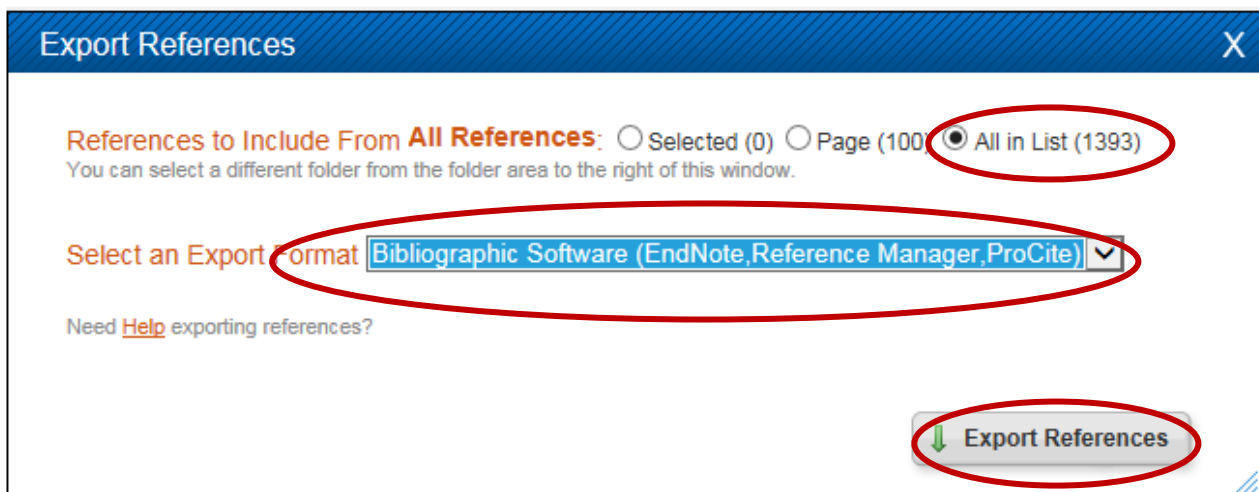 Export References X
References to Include From All References: Selected (0) Page (100) All in List (1393)
You can select a different folder from the folder area to the right of this window.
Select an Export Format Bibliographic Software (EndNote,Reference Manager,ProCite)
Need Help exporting references?
Export References